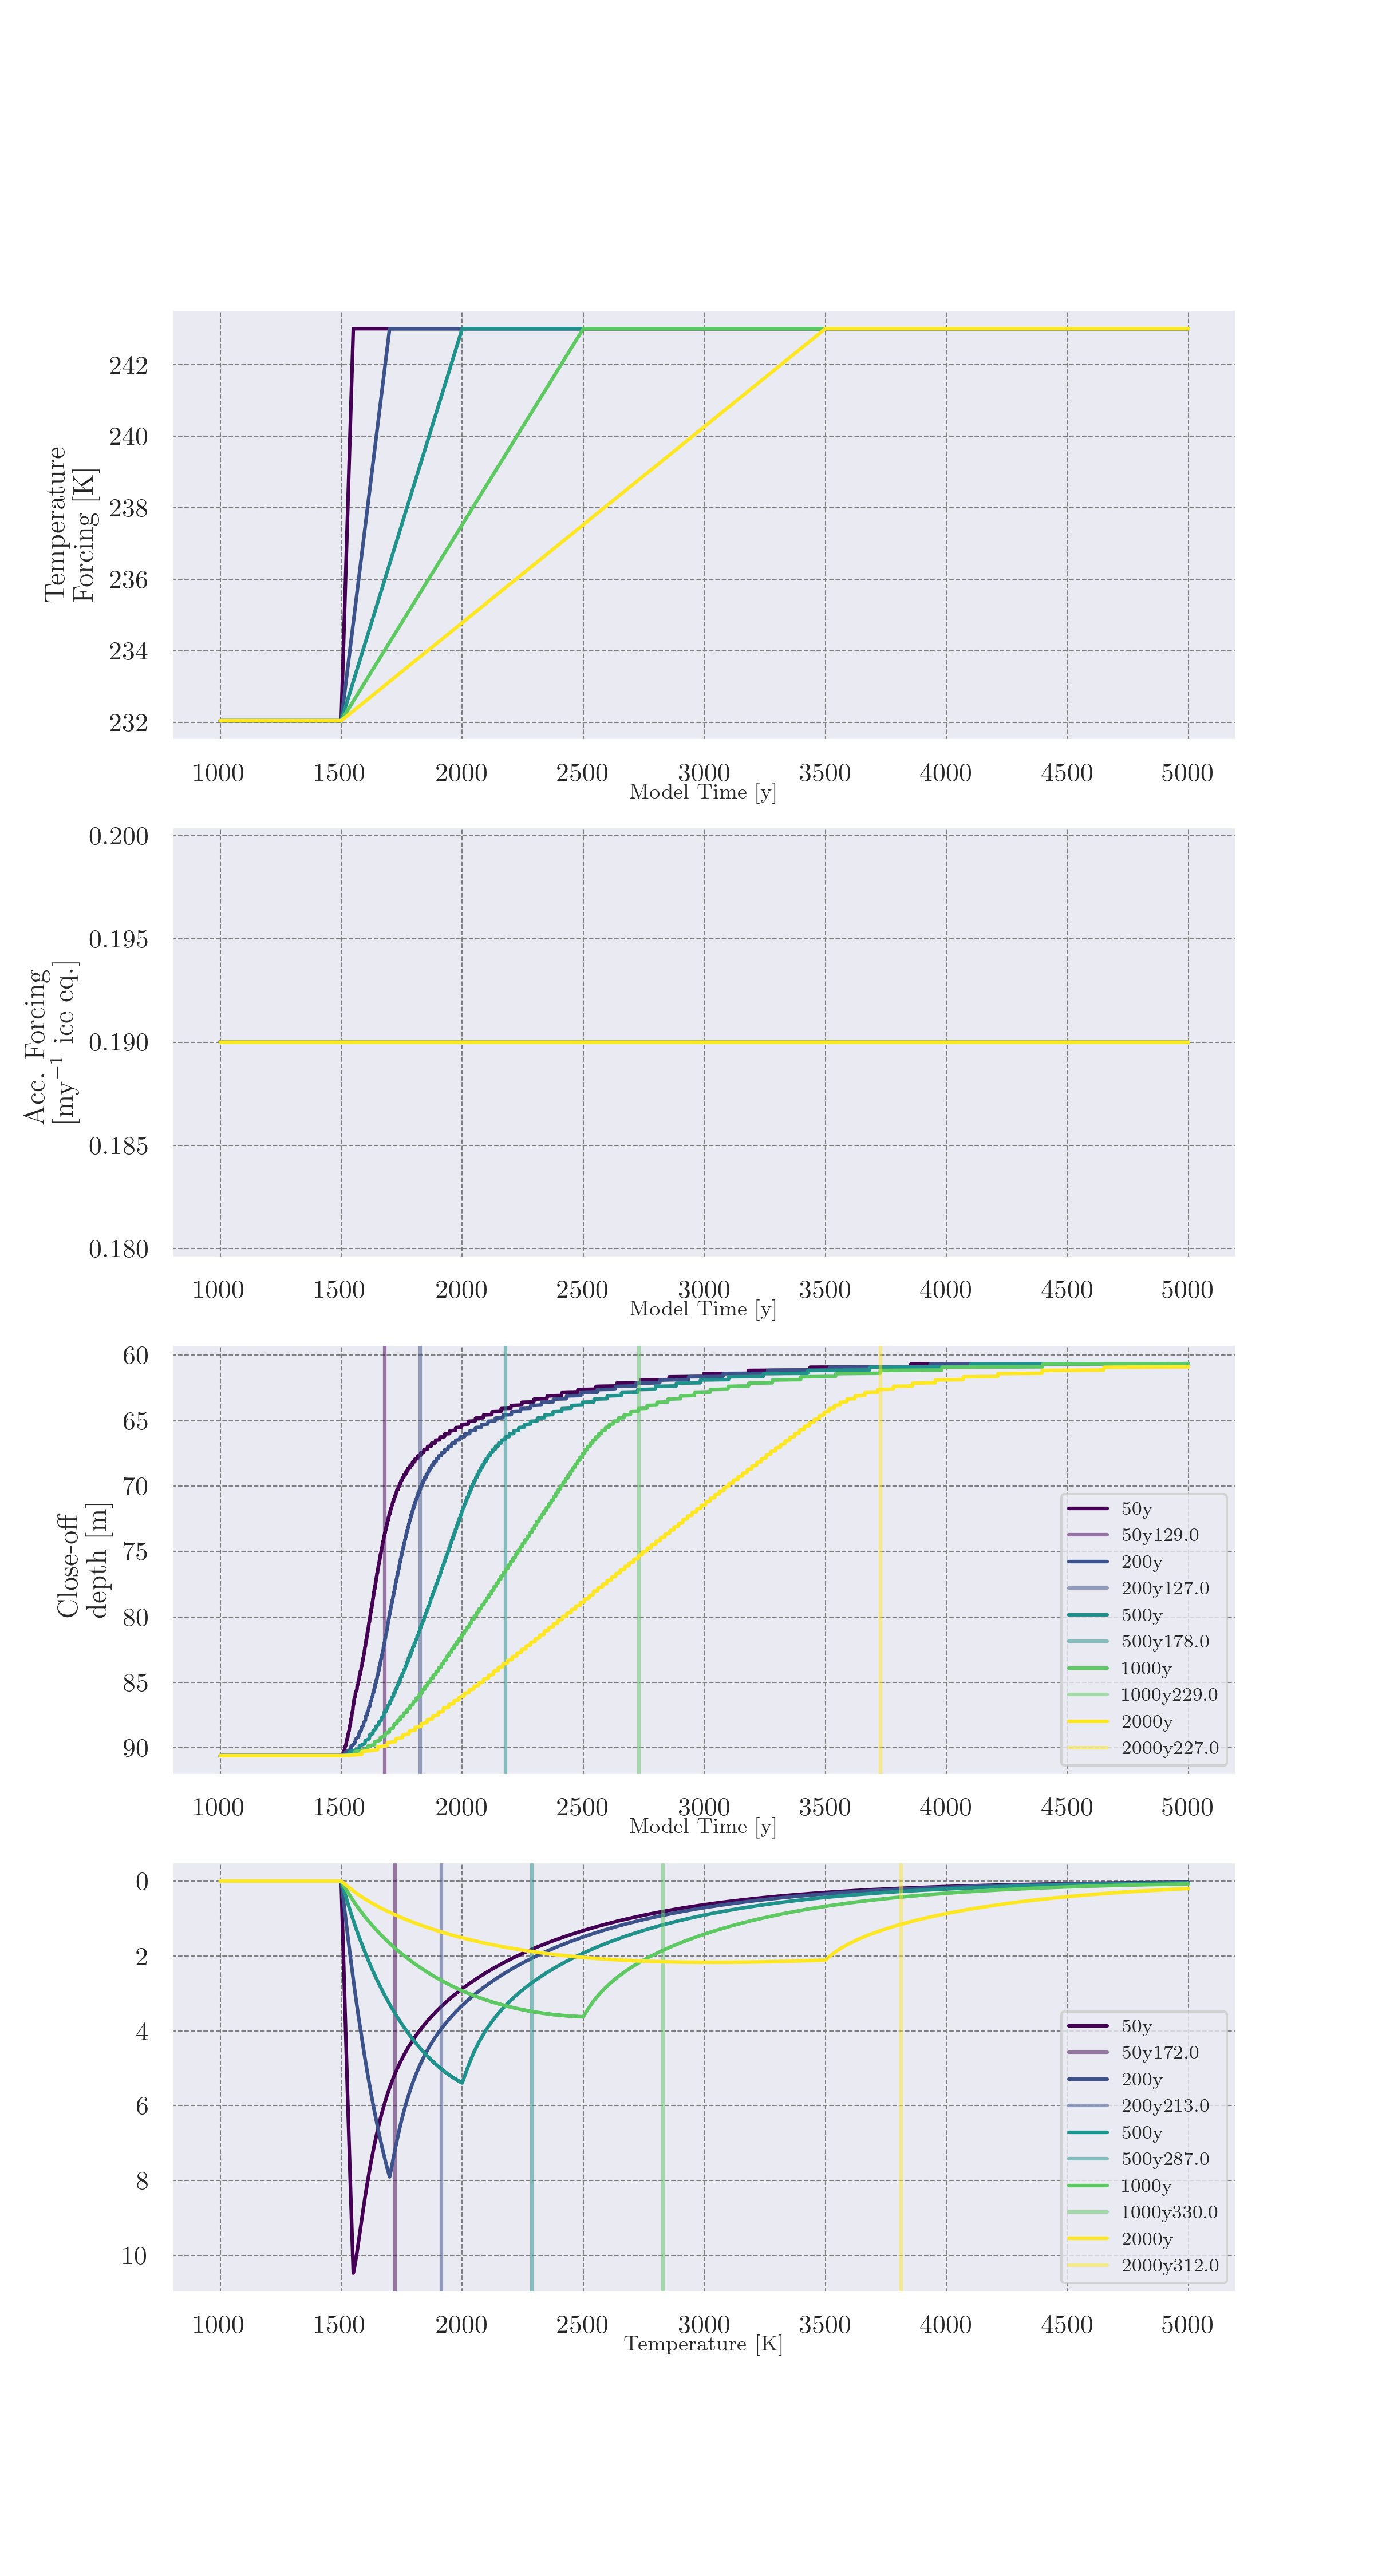 242
240
238
236
234
232
Temperature
Forcing [K]
1000 1500 2000 2500 3000 3500 4000 4500 5000
Model Time [y]
0.200
0.195
0.190
0.185
0.180
Acc. Forcing
[my⁻¹ ice eq.]
1000 1500 2000 2500 3000 3500 4000 4500 5000
Model Time [y]
60
65
70
75
80
85
90
Close-off
depth [m]
50y
50y129.0
200y
200y127.0
500y
500y178.0
1000y
1000y229.0
2000y
2000y227.0
1000 1500 2000 2500 3000 3500 4000 4500 5000
Model Time [y]
0
2
4
6
8
10
50y
50y172.0
200y
200y213.0
500y
500y287.0
1000y
1000y330.0
2000y
2000y312.0
1000 1500 2000 2500 3000 3500 4000 4500 5000
Temperature [K]